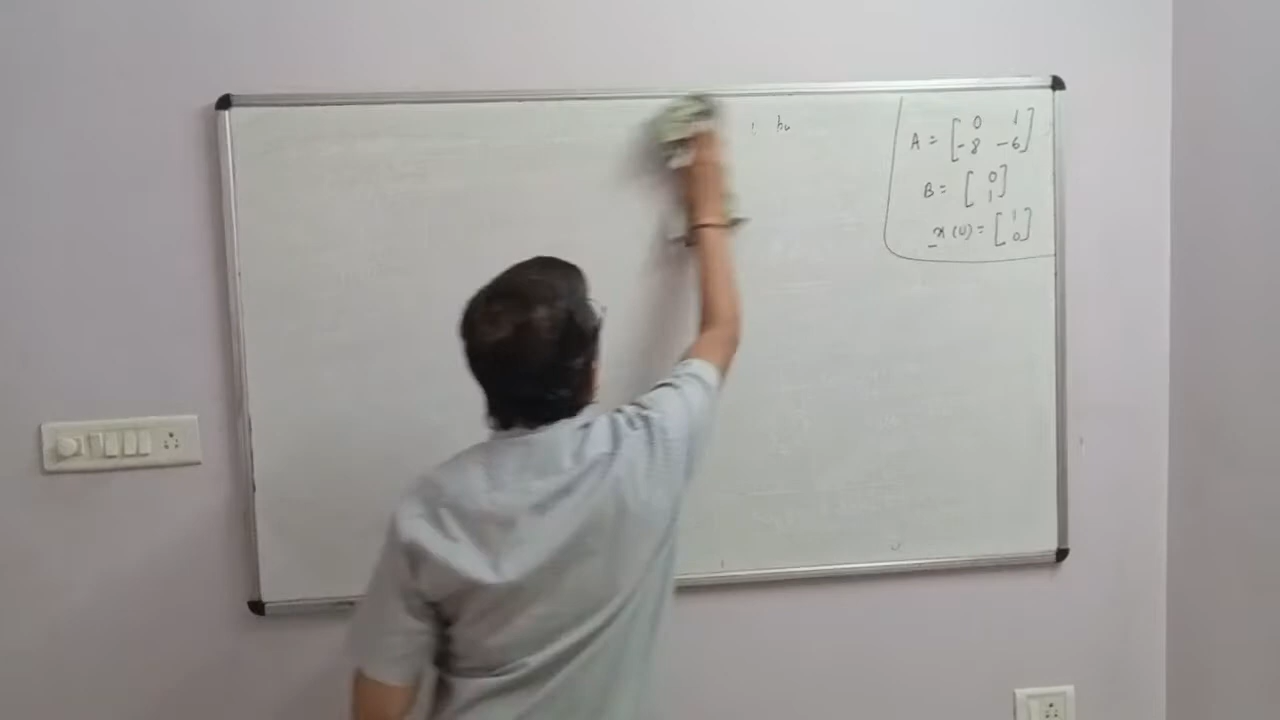 A = [ 0 1
-8 -6 ]
B = [ 0
1 ]
x(0) = [ 1
0 ]